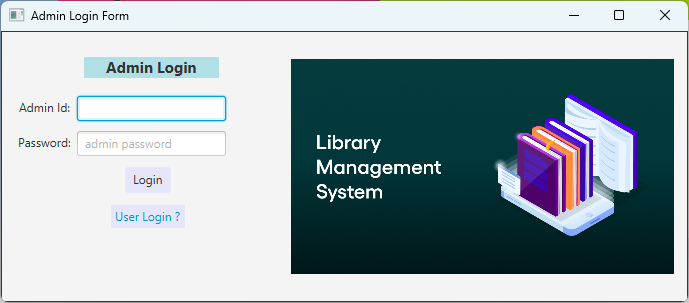 Admin Login Form
Admin Login
Admin Id:
Password: admin password
Login
User Login ?
Library
Management
System